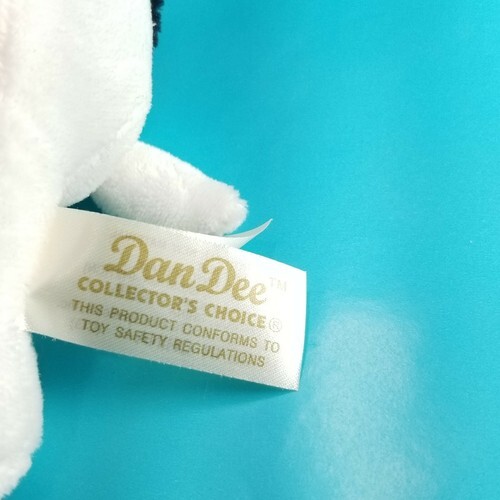 Dan Dee™
COLLECTOR'S CHOICE®
THIS PRODUCT CONFORMS TO
TOY SAFETY REGULATIONS